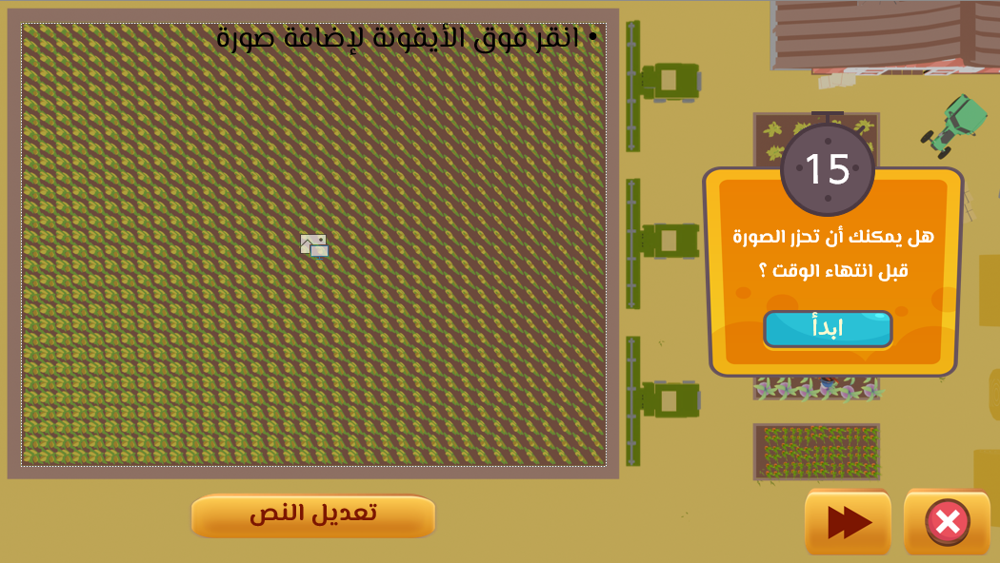 • انقر فوق الأيقونة لإضافة صورة
15
هل يمكنك أن تحزر الصورة
قبل انتهاء الوقت ؟
ابدأ
تعديل النص